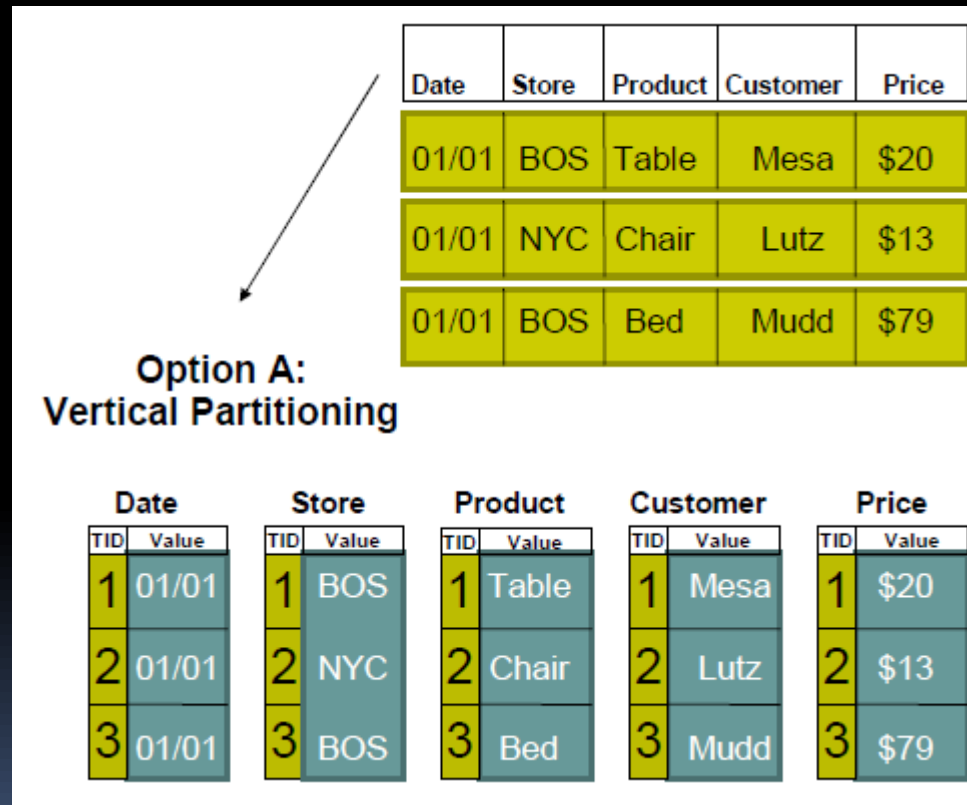 Date Store Product Customer Price
01/01 BOS Table Mesa $20
01/01 NYC Chair Lutz $13
01/01 BOS Bed Mudd $79
Option A:
Vertical Partitioning
Date Store Product Customer Price
TID Value TID Value TID Value TID Value TID Value
1 01/01 1 BOS 1 Table 1 Mesa 1 $20
2 01/01 2 NYC 2 Chair 2 Lutz 2 $13
3 01/01 3 BOS 3 Bed 3 Mudd 3 $79